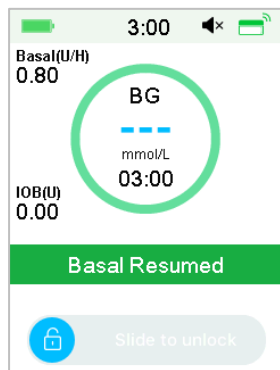 3:00
Basal(U/H)
0.80
BG
---
mmol/L
03:00
IOB(U)
0.00
Basal Resumed
Slide to unlock